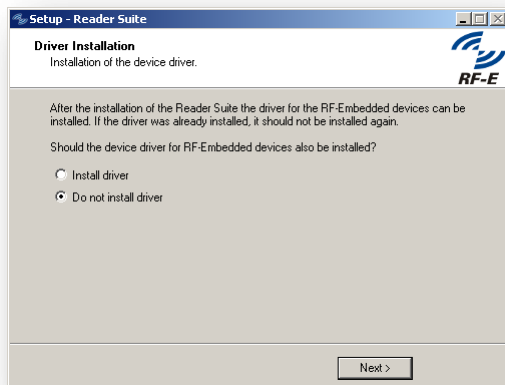 Setup - Reader Suite
Driver Installation
Installation of the device driver.
RF-E
After the installation of the Reader Suite the driver for the RF-Embedded devices can be
installed. If the driver was already installed, it should not be installed again.
Should the device driver for RF-Embedded devices also be installed?
Install driver
Do not install driver
Next >